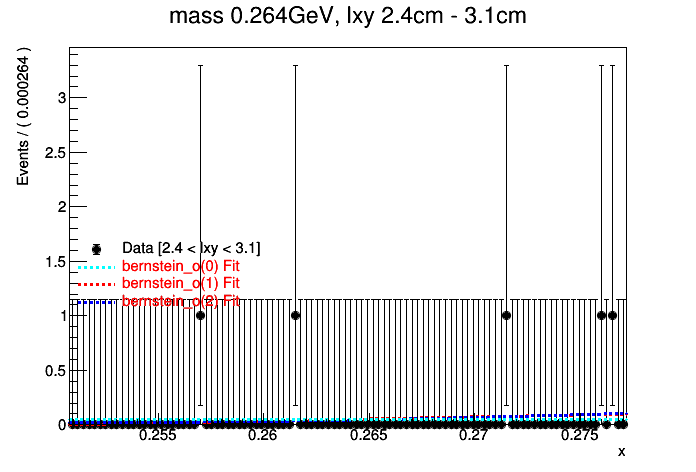 mass 0.264GeV, lxy 2.4cm - 3.1cm
Events / ( 0.000264 )
3
2.5
2
1.5
1
0.5
0
Data [2.4 < lxy < 3.1]
bernstein_o(0) Fit
bernstein_o(1) Fit
bernstein_o(2) Fit
0.255 0.26 0.265 0.27 0.275
x